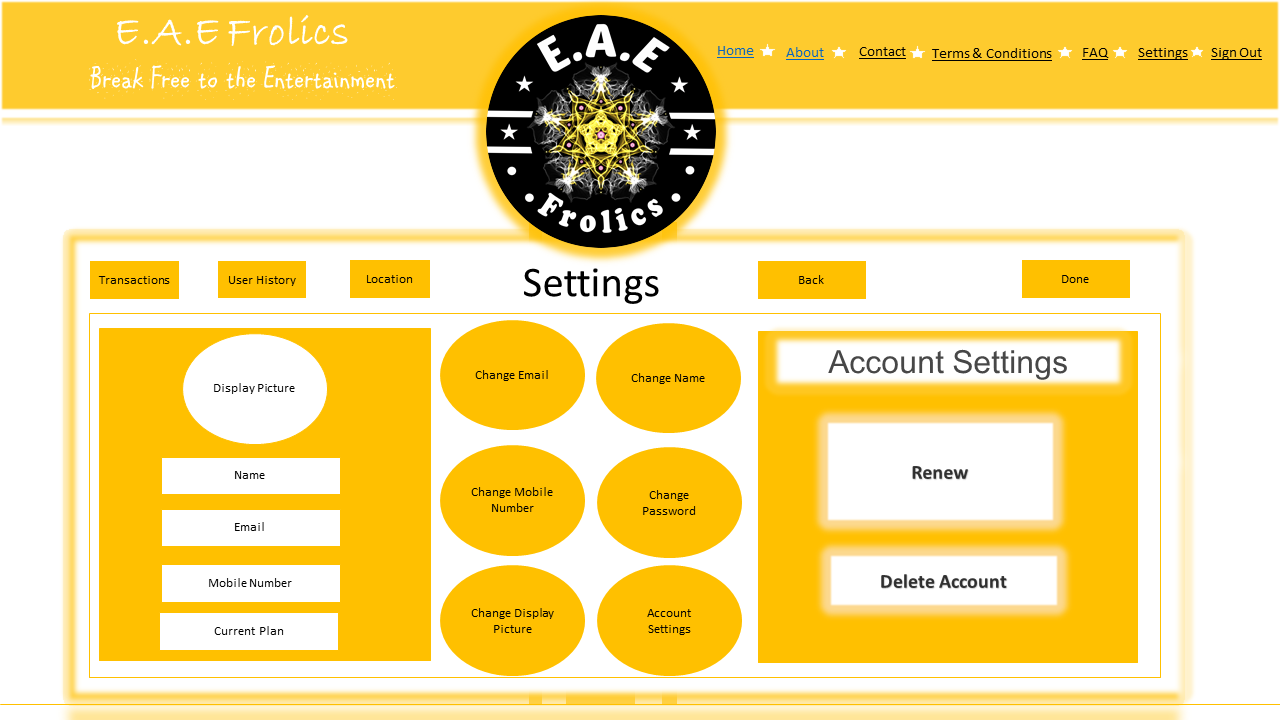 E.A.E Frolics
Break Free to the Entertainment
E.A.E
Frolics
Home About Contact Terms & Conditions FAQ Settings Sign Out
Transactions
User History
Location
Settings
Back
Done
Display Picture
Name
Email
Mobile Number
Current Plan
Change Email
Change Name
Change Mobile
Number
Change
Password
Change Display
Picture
Account
Settings
Account Settings
Renew
Delete Account